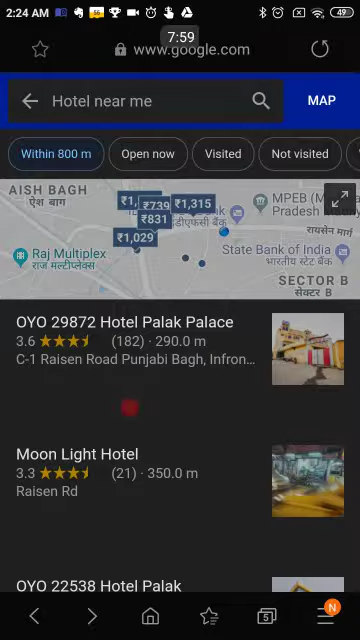 2:24 AM
49
7:59
www.google.com
Hotel near me
MAP
Within 800 m
Open now
Visited
Not visited
AISH BAGH
ऐश बाग
₹1,
₹739
₹1,315
₹831
₹1,029
MPEB (M
Pradesh
रायसेन मार्ग
Raj Multiplex
राज मल्टीप्लेक्स
State Bank of India
भारतीय स्टेट बैंक
SECTOR B
सेक्टर बि
OYO 29872 Hotel Palak Palace
3.6 (182) · 290.0 m
C-1 Raisen Road Punjabi Bagh, Infron...
Moon Light Hotel
3.3 (21) · 350.0 m
Raisen Rd
OYO 22538 Hotel Palak
5
N